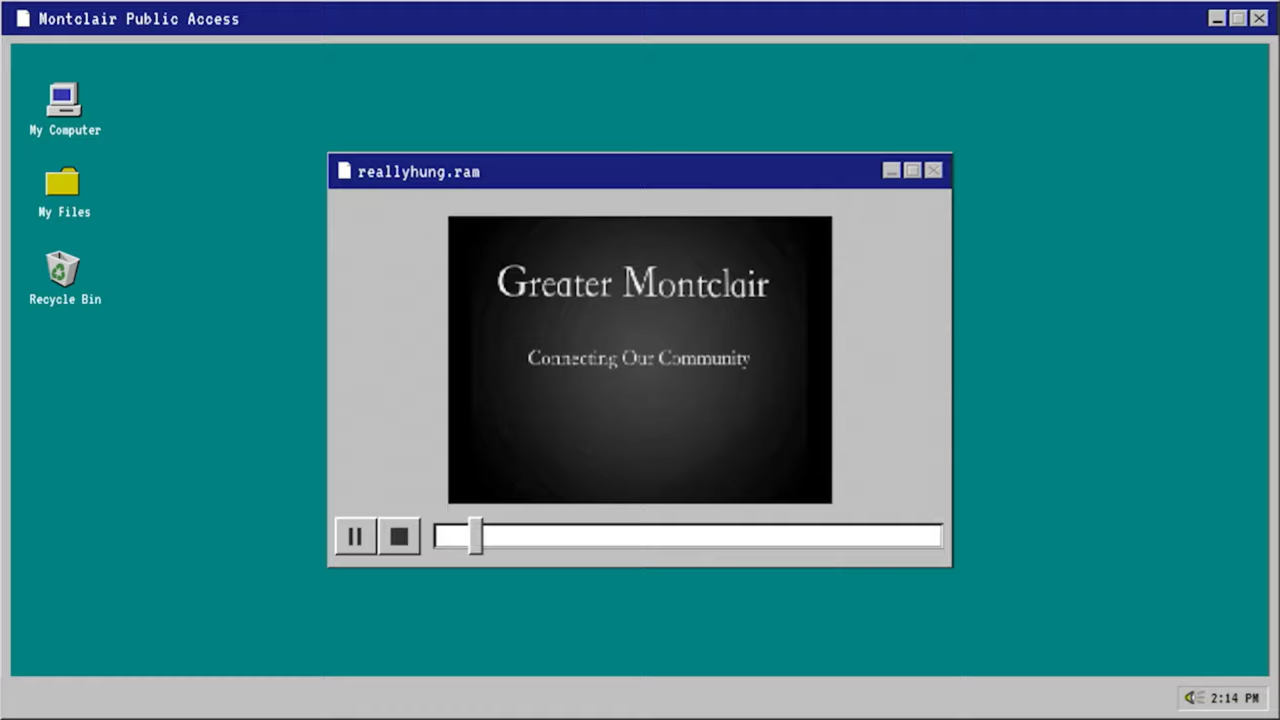 Montclair Public Access
My Computer
My Files
Recycle Bin
reallyhung.ram
Greater Montclair
Connecting Our Community
2:14 PM